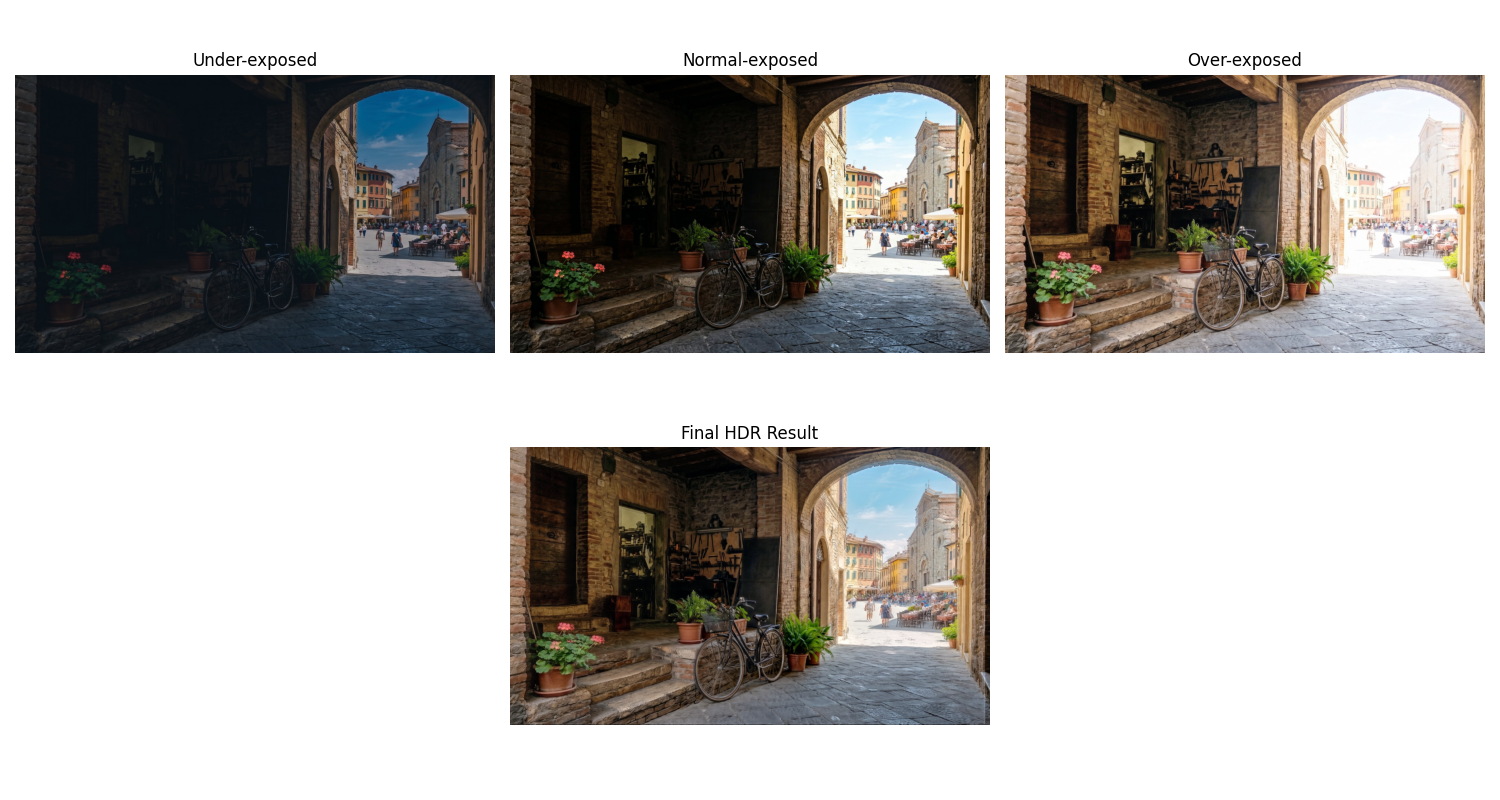 Under-exposed
Normal-exposed
Over-exposed
Final HDR Result